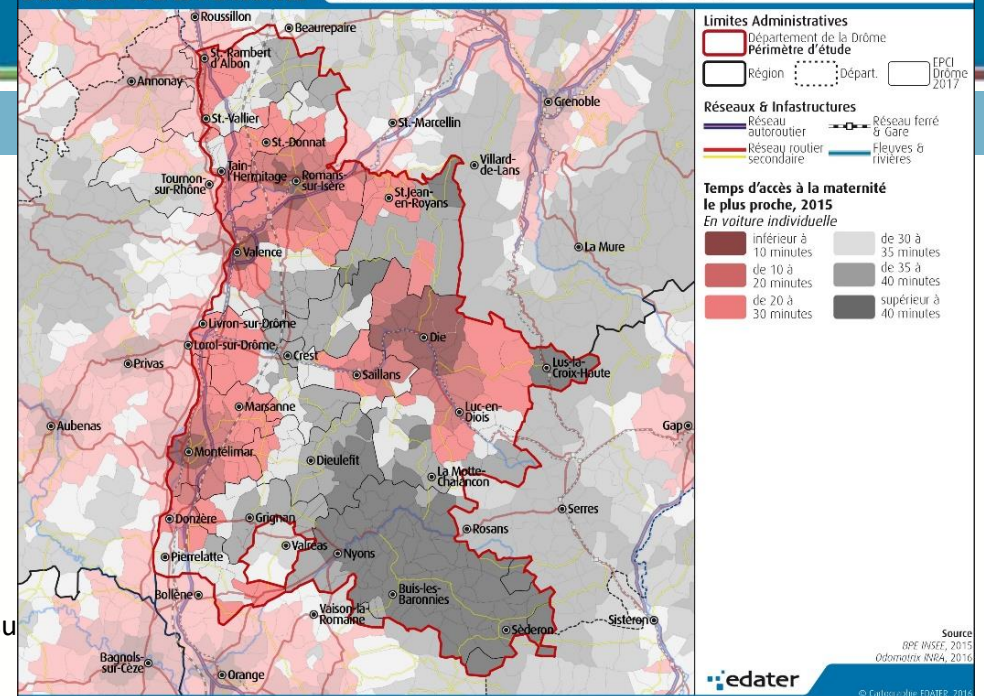 Roussillon
Beaurepaire
St.-Rambert
d'Albon
Annonay
Grenoble
St.-Vallier
St.-Marcellin
St.-Donnat
Villard-
de-Lans
Tain-
l'Hermitage
Romans-
sur-Isère
Tournon-
sur-Rhône
St.Jean-
en-Royans
Valence
La Mure
Livron-sur-Drôme
Die
Lorol-sur-Drôme
Crest
Privas
Lus-la-
Croix-Haute
Saillans
Marsanne
Luc-en-
Diois
Aubenas
Gap
Montélimar
Dieulefit
La Motte-
Chalancon
Donzère
Grignan
Serres
Rosans
Valréas
Nyons
Pierrelatte
Bollène
Buis-les-
Baronnies
Vaison-la-
Romaine
Sisteron
Séderon
Bagnols-
sur-Cèze
Orange
u
Limites Administratives
Département de la Drôme
Périmètre d'étude
Région
Départ.
EPCI
Drôme
2017
Réseaux & Infastructures
Réseau
autoroutier
Réseau ferré
& Gare
Réseau routier
secondaire
Fleuves &
rivières
Temps d'accès à la maternité
le plus proche, 2015
En voiture individuelle
inférieur à
10 minutes
de 10 à
20 minutes
de 20 à
30 minutes
de 30 à
35 minutes
de 35 à
40 minutes
supérieur à
40 minutes
Source
BPE INSEE, 2015
Odomatrix INRA, 2016
edater
© Cartographie EDATER, 2016